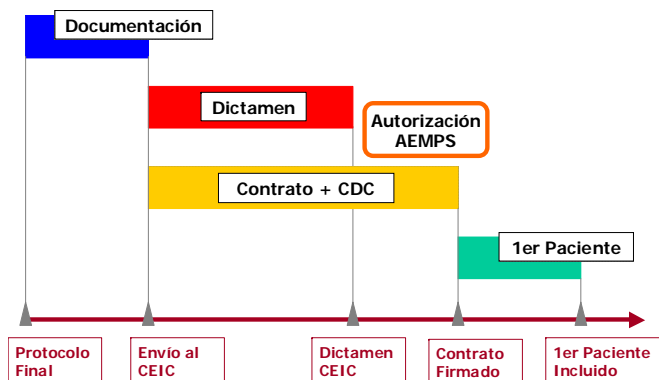 Documentación
Dictamen
Autorización
AEMPS
Contrato + CDC
1er Paciente
Protocolo
Final
Envío al
CEIC
Dictamen
CEIC
Contrato
Firmado
1er Paciente
Incluido